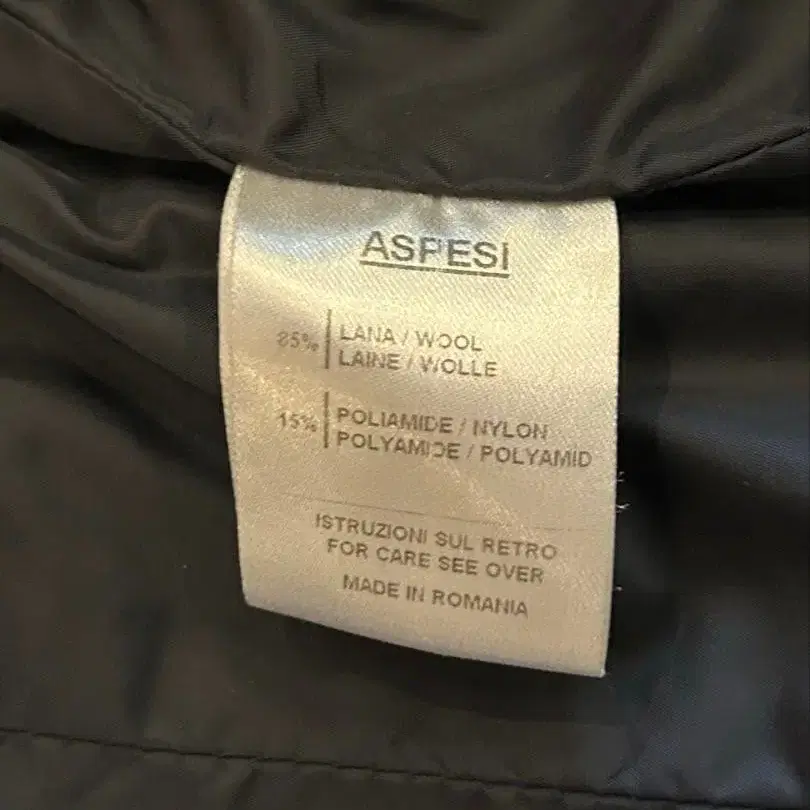 ASPESI
85% LANA / WOOL
LAINE / WOLLE
15% POLIAMIDE / NYLON
POLYAMIDE / POLYAMID
ISTRUZIONI SUL RETRO
FOR CARE SEE OVER
MADE IN ROMANIA